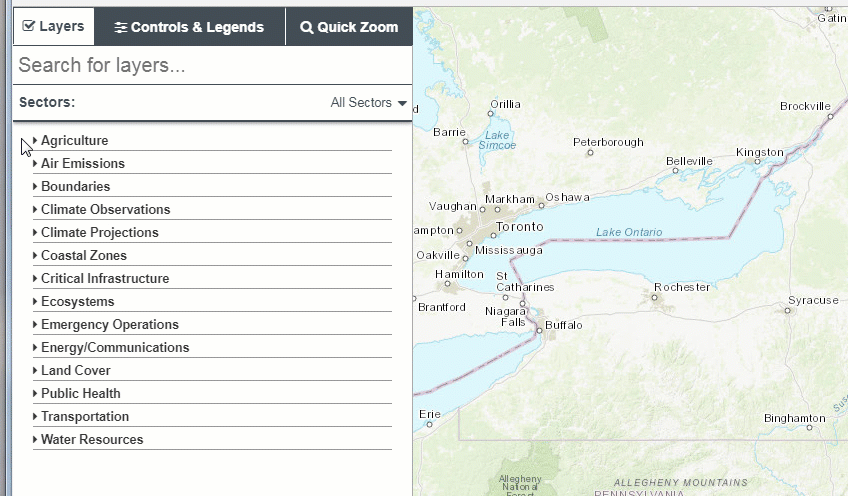 Layers
Controls & Legends
Quick Zoom
Search for layers...
Sectors:
All Sectors
Agriculture
Air Emissions
Boundaries
Climate Observations
Climate Projections
Coastal Zones
Critical Infrastructure
Ecosystems
Emergency Operations
Energy/Communications
Land Cover
Public Health
Transportation
Water Resources
Gatin
Orillia
Brockville
Barrie
Lake
Simcoe
Peterborough
Kingston
Belleville
Markham
Oshawa
Vaughan
ampton
Toronto
Lake Ontario
Mississauga
Oakville
Hamilton
St
Catharines
Rochester
Brantford
Syracuse
Niagara
Falls
Buffalo
Erie
Binghamton
Allegheny
National
Forest
ALLEGHENY MOUNTAINS
PENNSYLVANIA